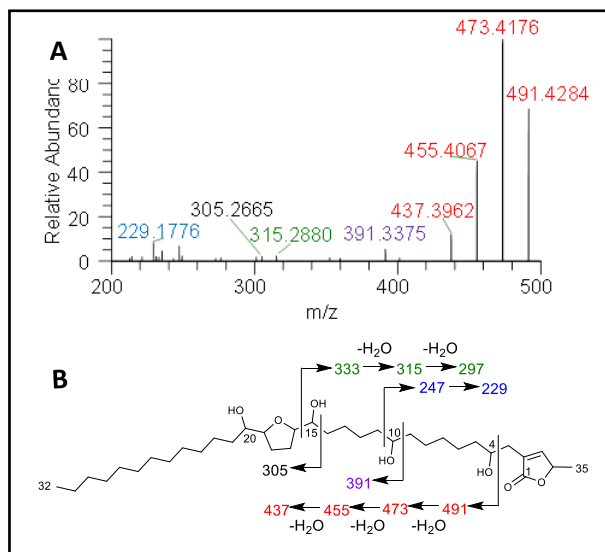 A
473.4176
491.4284
455.4067
437.3962
305.2665
229.1776
315.2880
391.3375
Relative Abundanc
80
60
40
20
0
200
300
400
500
m/z
B
-H₂O -H₂O
333 315 297
247 229
HO O OH
20 15 10 4
HO OH
32 305 391 1 O O 35
437 455 473 491
-H₂O -H₂O -H₂O